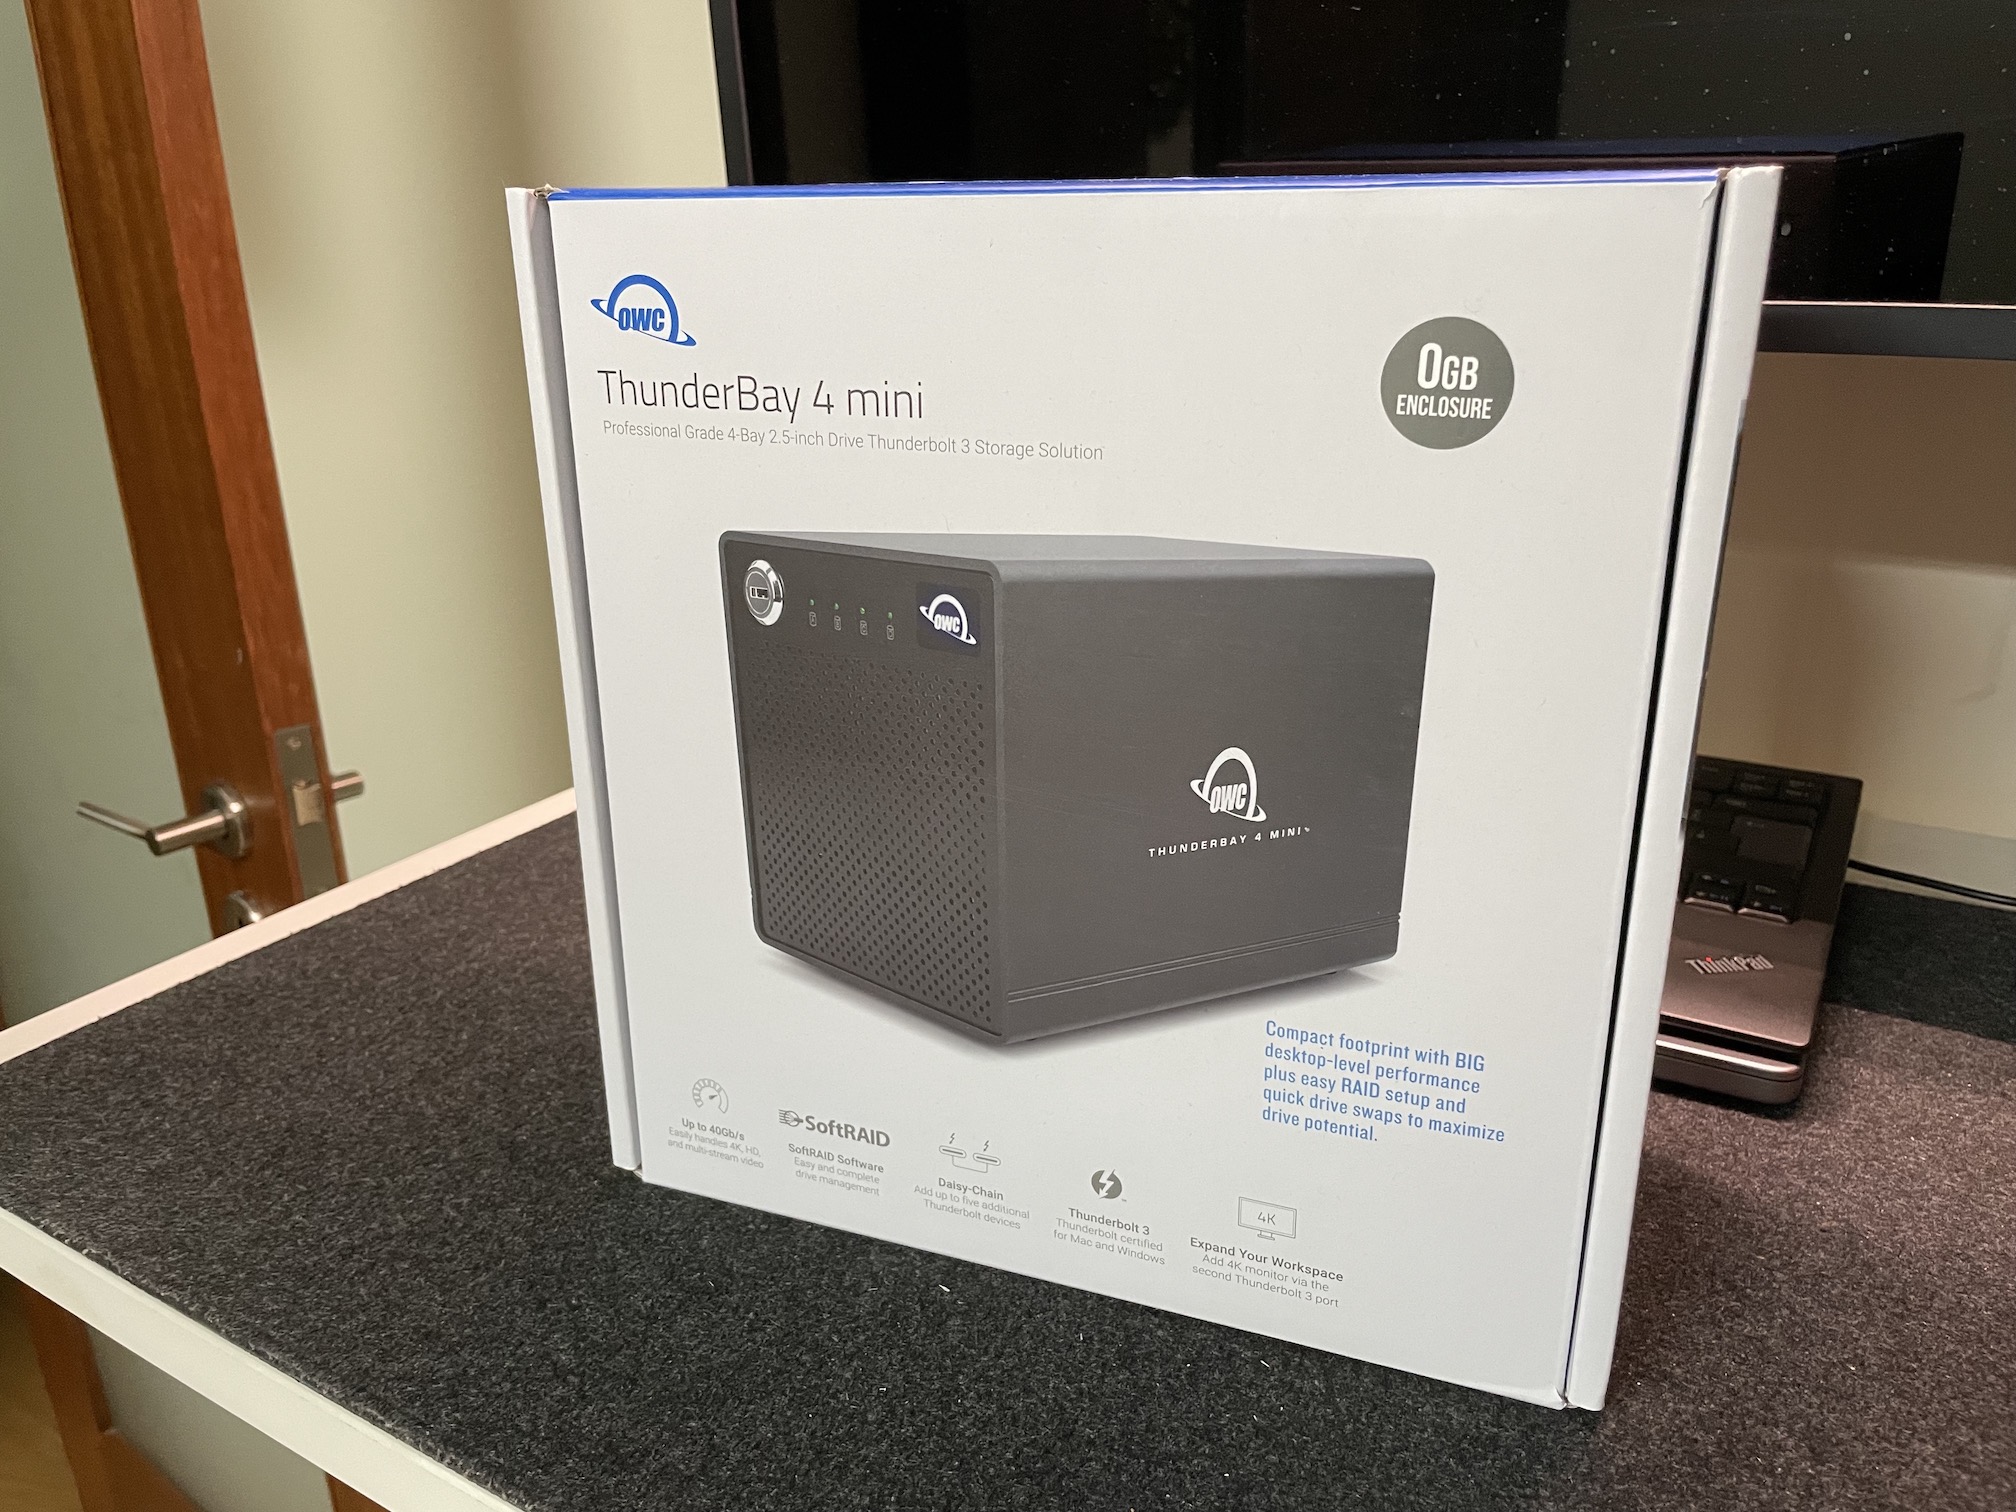 OWC
ThunderBay 4 mini
Professional Grade 4-Bay 2.5-inch Drive Thunderbolt 3 Storage Solution
0GB
ENCLOSURE
OWC
OWC
THUNDERBAY 4 MINI™
Compact footprint with BIG
desktop-level performance
plus easy RAID setup and
quick drive swaps to maximize
drive potential.
Up to 40Gb/s
Easily handles 4K, HD,
and multi-stream video
SoftRAID
SoftRAID Software
Easy and complete
drive management
Daisy-Chain
Add up to five additional
Thunderbolt devices
Thunderbolt 3
Thunderbolt certified
for Mac and Windows
4K
Expand Your Workspace
Add 4K monitor via the
second Thunderbolt 3 port
ThinkPad